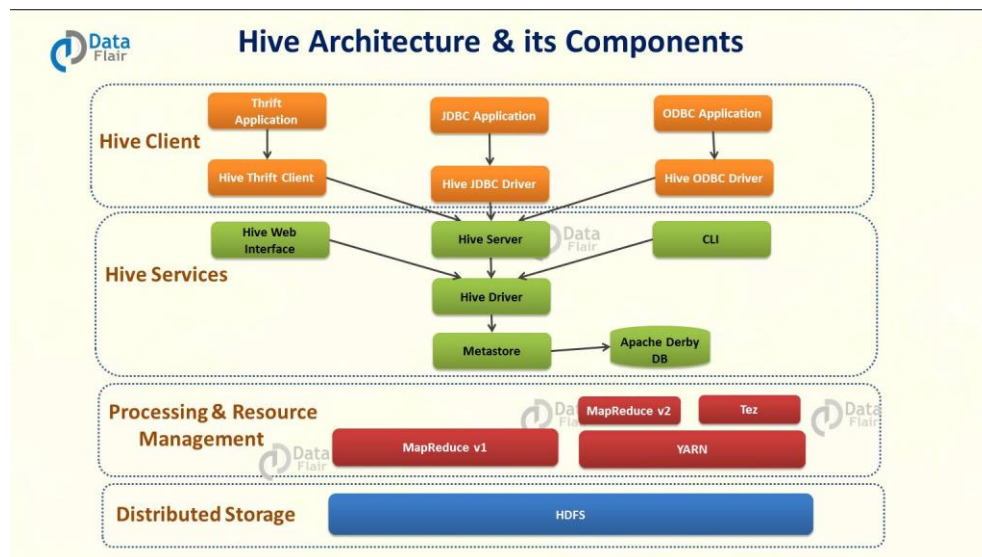 Data
Flair
Hive Architecture & its Components
Hive Client
Thrift
Application
JDBC Application
ODBC Application
Hive Thrift Client
Hive JDBC Driver
Hive ODBC Driver
Hive Services
Hive Web
Interface
Hive Server
Data
Flair
CLI
Hive Driver
Metastore
Apache Derby
DB
Processing & Resource
Management
Data
Flair
MapReduce v2
Tez
Data
Flair
Data
Flair
MapReduce v1
YARN
Distributed Storage
HDFS